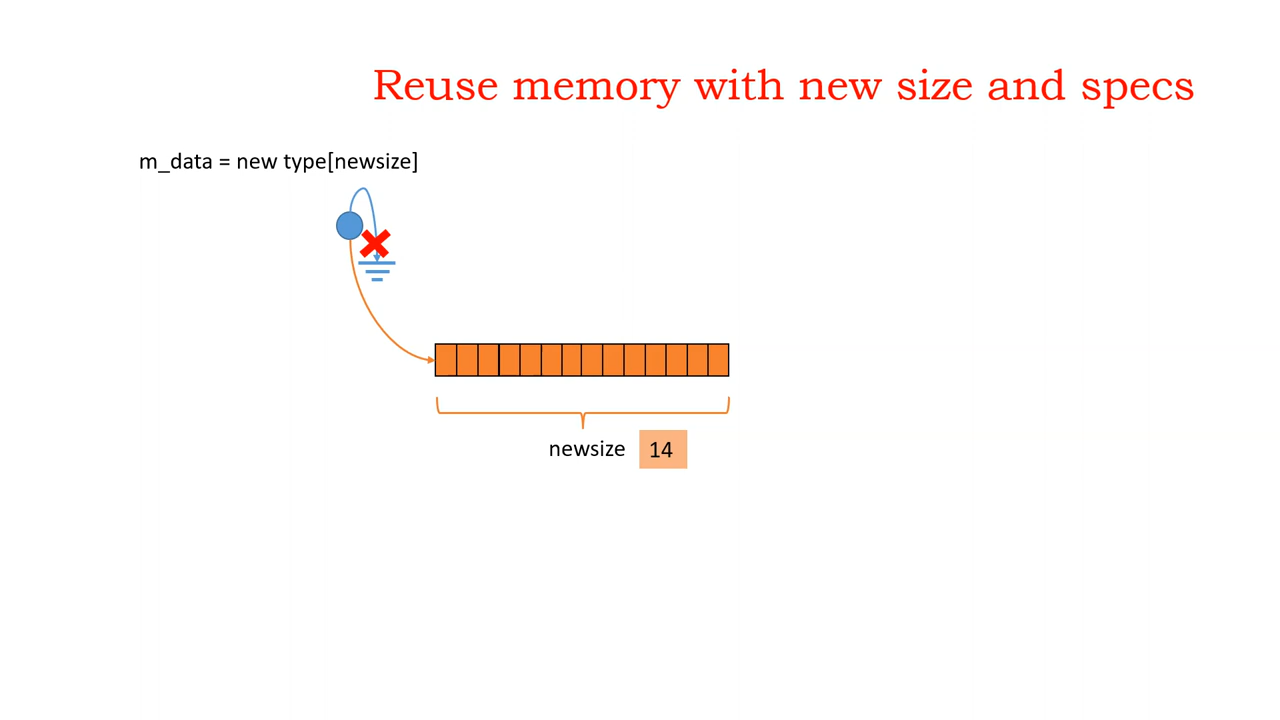 Reuse memory with new size and specs
m_data = new type[newsize]
newsize 14